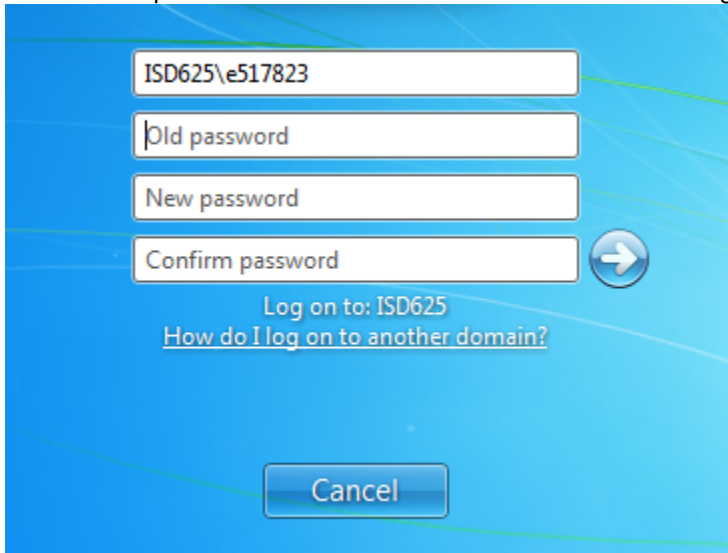 ISD625\e517823
Old password
New password
Confirm password
Log on to: ISD625
How do I log on to another domain?
Cancel